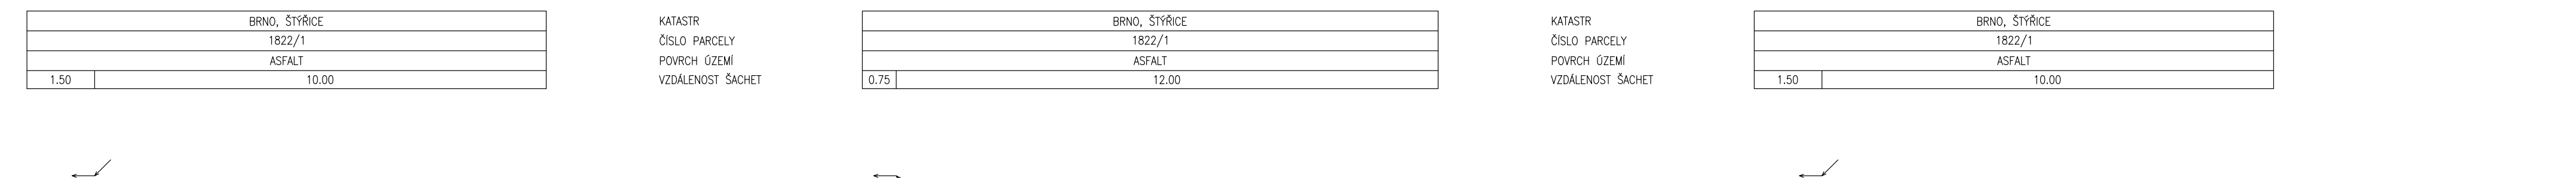 BRNO, ŠTÝŘICE
1822/1
ASFALT
1.50 10.00
KATASTR BRNO, ŠTÝŘICE
ČÍSLO PARCELY 1822/1
POVRCH ÚZEMÍ ASFALT
VZDÁLENOST ŠACHET 0.75 12.00
KATASTR BRNO, ŠTÝŘICE
ČÍSLO PARCELY 1822/1
POVRCH ÚZEMÍ ASFALT
VZDÁLENOST ŠACHET 1.50 10.00